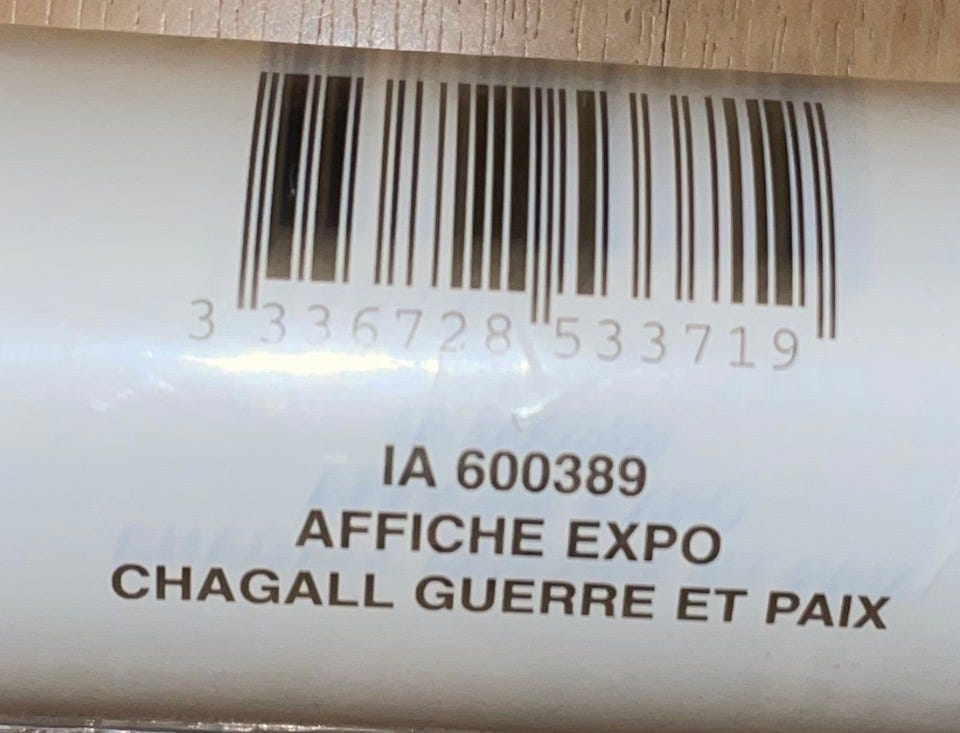 3 336728 533719
IA 600389
AFFICHE EXPO
CHAGALL GUERRE ET PAIX